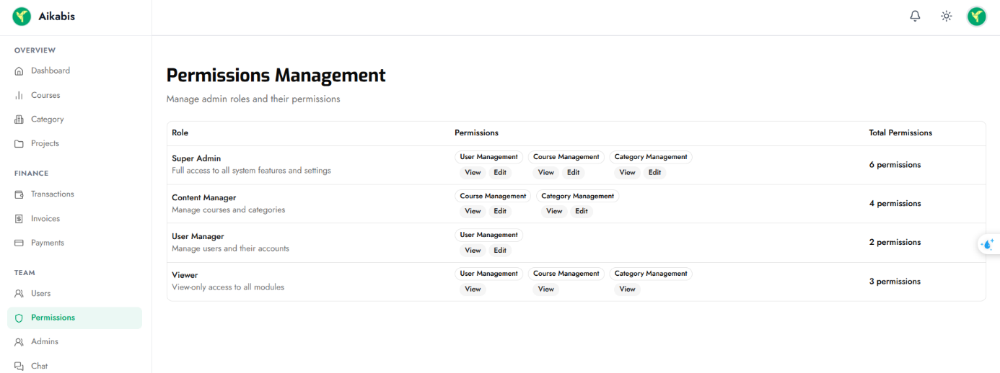 Aikabis
OVERVIEW
Dashboard
Courses
Category
Projects
FINANCE
Transactions
Invoices
Payments
TEAM
Users
Permissions
Admins
Chat
Permissions Management
Manage admin roles and their permissions
Role Permissions Total Permissions
Super Admin
Full access to all system features and settings
User Management Course Management Category Management
View Edit View Edit View Edit
6 permissions
Content Manager
Manage courses and categories
Course Management Category Management
View Edit View Edit
4 permissions
User Manager
Manage users and their accounts
User Management
View Edit
2 permissions
Viewer
View-only access to all modules
User Management Course Management Category Management
View View View
3 permissions